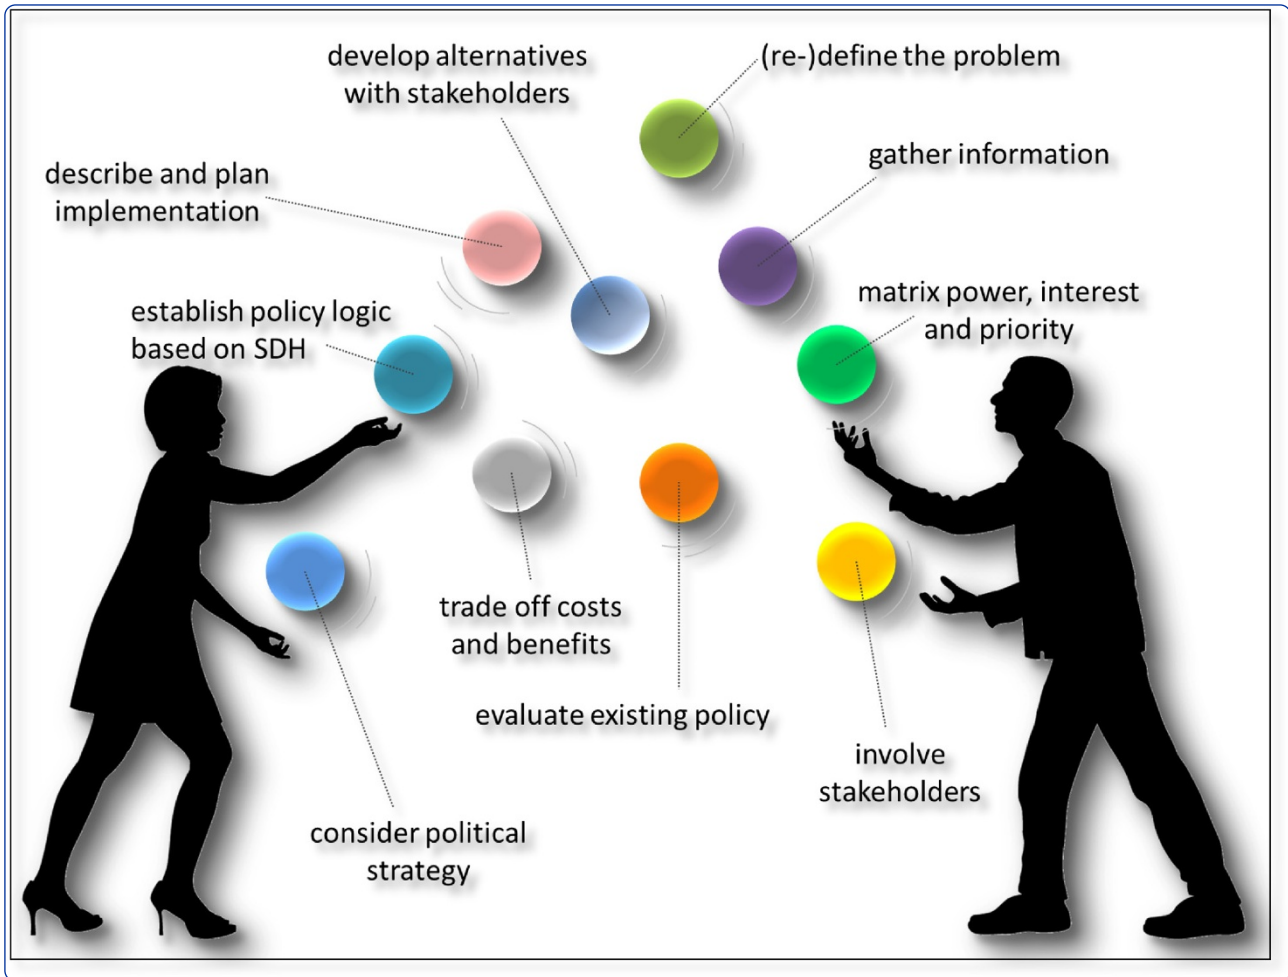 develop alternatives
with stakeholders
(re-)define the problem
gather information
describe and plan
implementation
matrix power, interest
and priority
establish policy logic
based on SDH
trade off costs
and benefits
evaluate existing policy
involve
stakeholders
consider political
strategy